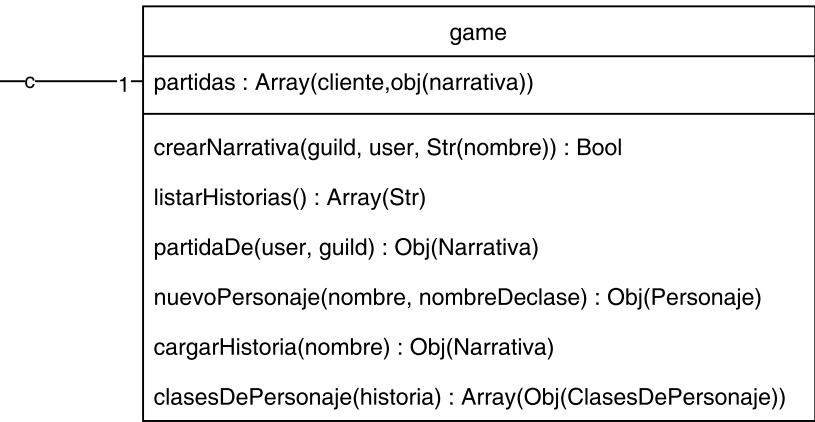 game
c
1
partidas : Array(cliente,obj(narrativa))
crearNarrativa(guild, user, Str(nombre)) : Bool
listarHistorias() : Array(Str)
partidaDe(user, guild) : Obj(Narrativa)
nuevoPersonaje(nombre, nombreDeclase) : Obj(Personaje)
cargarHistoria(nombre) : Obj(Narrativa)
clasesDePersonaje(historia) : Array(Obj(ClasesDePersonaje))